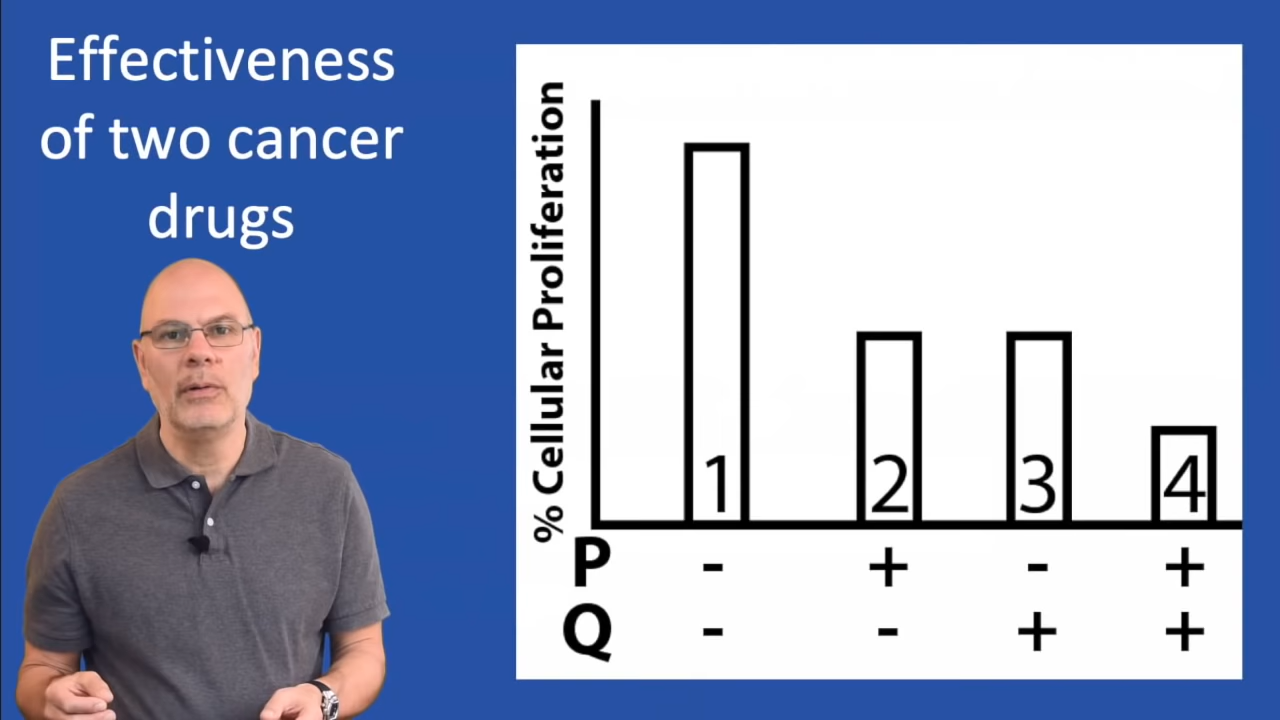 Effectiveness
of two cancer
drugs
% Cellular Proliferation
1 2 3 4
P - + - +
Q - - + +